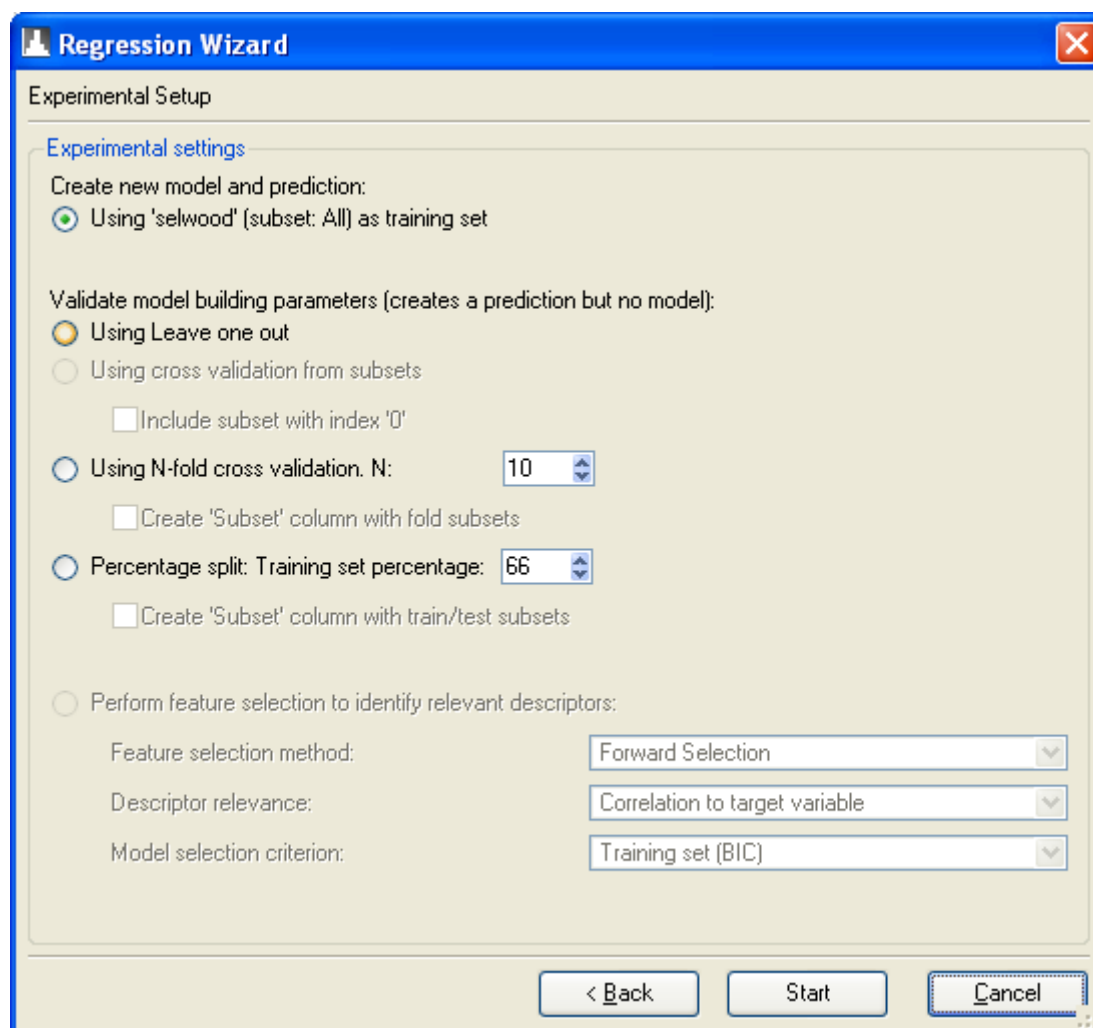 Regression Wizard
Experimental Setup
Experimental settings
Create new model and prediction:
Using 'selwood' (subset: All) as training set
Validate model building parameters (creates a prediction but no model):
Using Leave one out
Using cross validation from subsets
Include subset with index '0'
Using N-fold cross validation. N: 10
Create 'Subset' column with fold subsets
Percentage split: Training set percentage: 66
Create 'Subset' column with train/test subsets
Perform feature selection to identify relevant descriptors:
Feature selection method: Forward Selection
Descriptor relevance: Correlation to target variable
Model selection criterion: Training set (BIC)
< Back Start Cancel